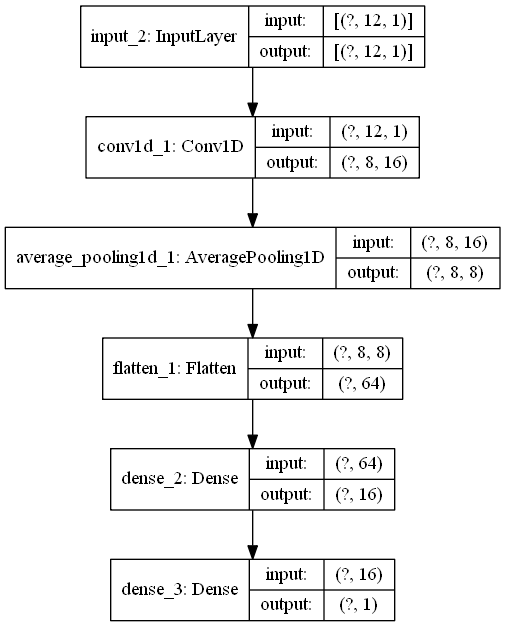 input_2: InputLayer
input:
[(?, 12, 1)]
output:
[(?, 12, 1)]
conv1d_1: Conv1D
input:
(?, 12, 1)
output:
(?, 8, 16)
average_pooling1d_1: AveragePooling1D
input:
(?, 8, 16)
output:
(?, 8, 8)
flatten_1: Flatten
input:
(?, 8, 8)
output:
(?, 64)
dense_2: Dense
input:
(?, 64)
output:
(?, 16)
dense_3: Dense
input:
(?, 16)
output:
(?, 1)